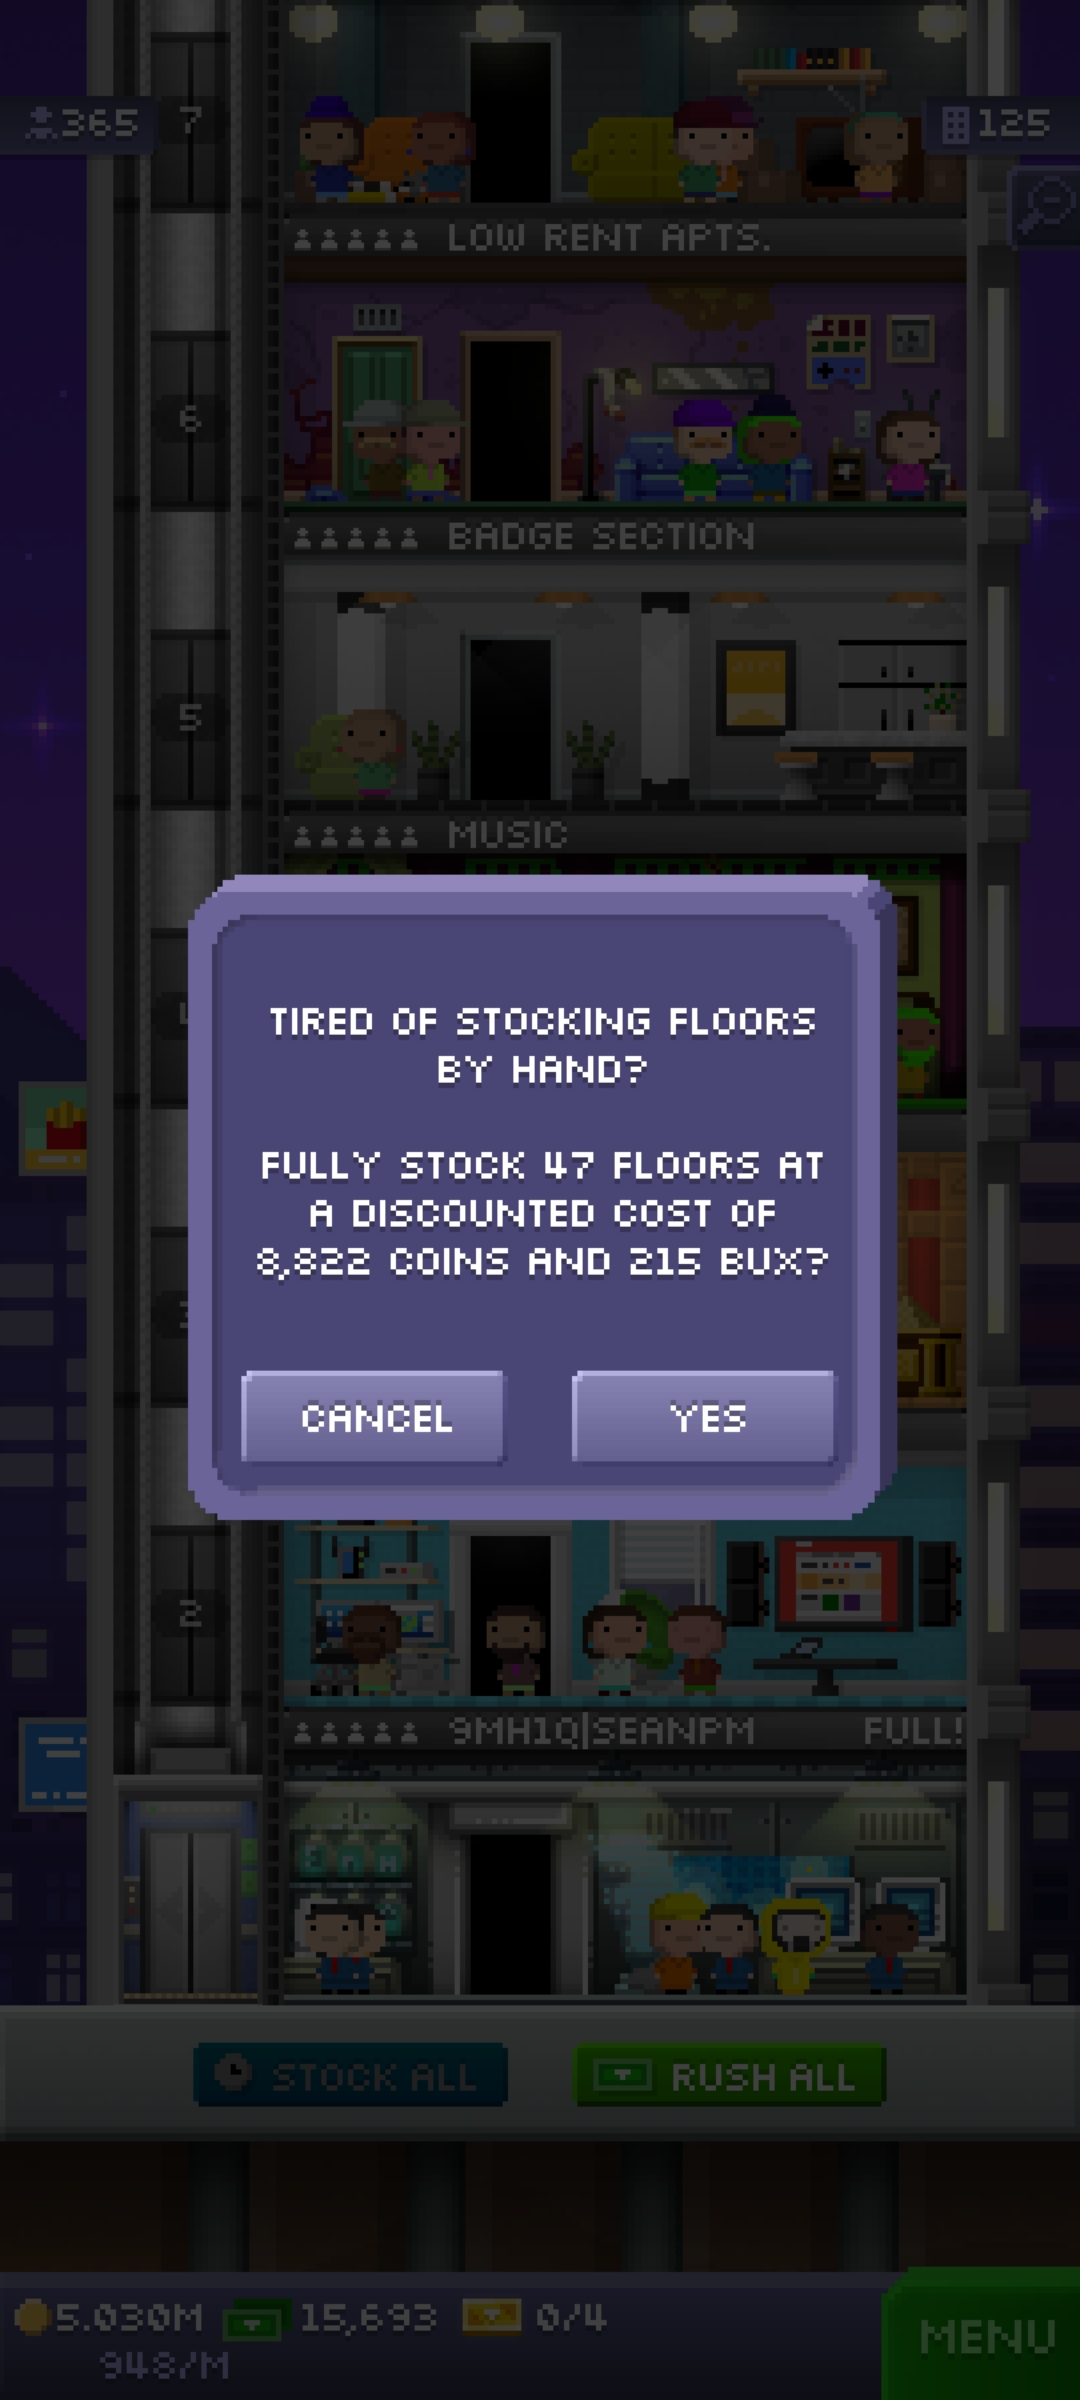 365
7
125
LOW RENT APTS.
6
BADGE SECTION
5
MUSIC
TIRED OF STOCKING FLOORS
BY HAND?
FULLY STOCK 47 FLOORS AT
A DISCOUNTED COST OF
8,822 COINS AND 215 BUX?
CANCEL
YES
2
9MH1Q|SEANPM
FULL!
STOCK ALL
RUSH ALL
5.030M
15,693
0/4
948/M
MENU